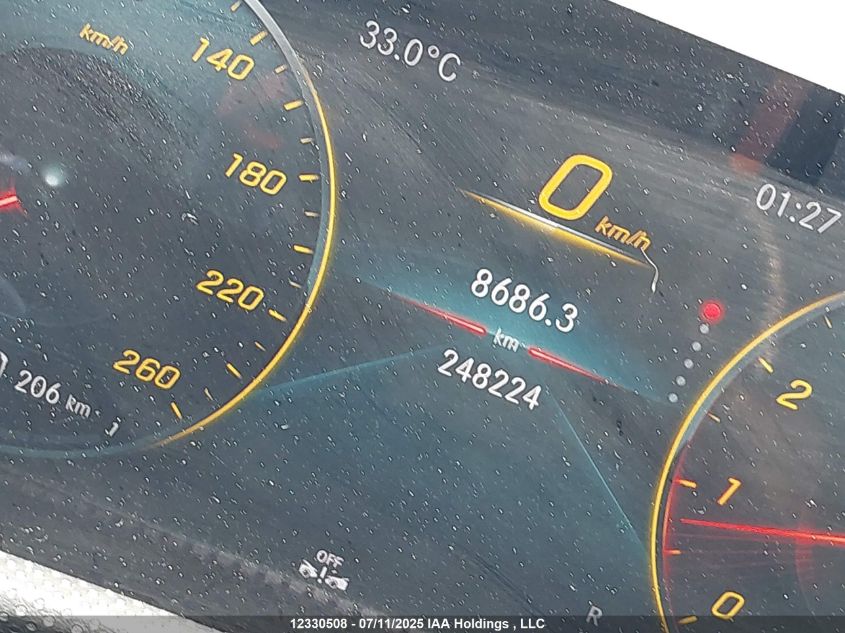 km/h
140
180
220
260
206 km
33.0°C
0 km/h
01:27
8686.3
km
248224
2
1
0
OFF
R
12330508 - 07/11/2025 IAA Holdings , LLC